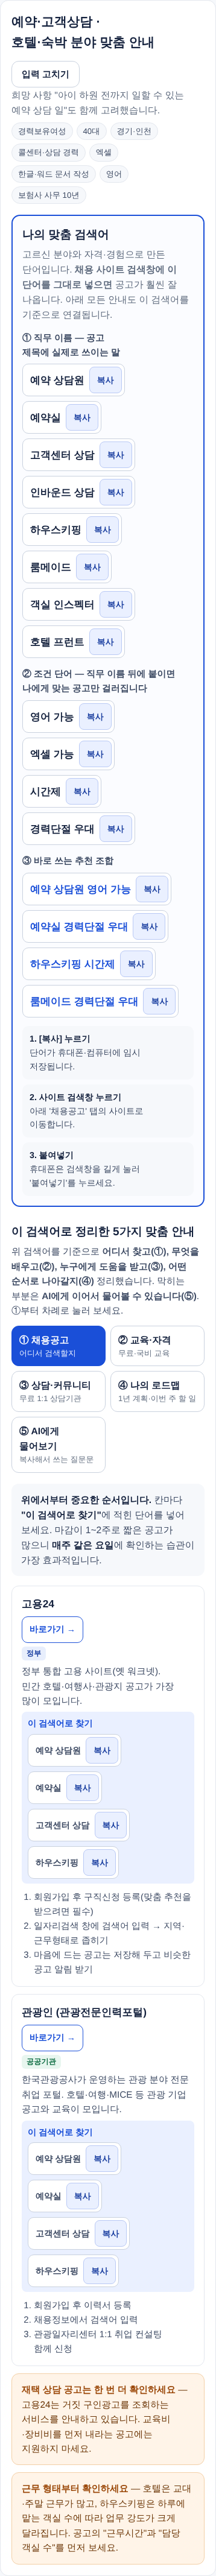 예약·고객상담 ·
호텔·숙박 분야 맞춤 안내
입력 고치기
희망 사항 "아이 하원 전까지 일할 수 있는
예약 상담 일"도 함께 고려했습니다.
경력보유여성 40대 경기·인천
콜센터·상담 경력 엑셀
한글·워드 문서 작성 영어
보험사 사무 10년
나의 맞춤 검색어
고르신 분야와 자격·경험으로 만든
단어입니다. 채용 사이트 검색창에 이
단어를 그대로 넣으면 공고가 훨씬 잘
나옵니다. 아래 모든 안내도 이 검색어를
기준으로 연결됩니다.
① 직무 이름 — 공고
제목에 실제로 쓰이는 말
예약 상담원 복사
예약실 복사
고객센터 상담 복사
인바운드 상담 복사
하우스키핑 복사
룸메이드 복사
객실 인스펙터 복사
호텔 프런트 복사
② 조건 단어 — 직무 이름 뒤에 붙이면
나에게 맞는 공고만 걸러집니다
영어 가능 복사
엑셀 가능 복사
시간제 복사
경력단절 우대 복사
③ 바로 쓰는 추천 조합
예약 상담원 영어 가능 복사
예약실 경력단절 우대 복사
하우스키핑 시간제 복사
룸메이드 경력단절 우대 복사
1. [복사] 누르기
단어가 휴대폰·컴퓨터에 임시
저장됩니다.
2. 사이트 검색창 누르기
아래 '채용공고' 탭의 사이트로
이동합니다.
3. 붙여넣기
휴대폰은 검색창을 길게 눌러
'붙여넣기'를 누르세요.
이 검색어로 정리한 5가지 맞춤 안내
위 검색어를 기준으로 어디서 찾고(①), 무엇을
배우고(②), 누구에게 도움을 받고(③), 어떤
순서로 나아갈지(④) 정리했습니다. 막히는
부분은 AI에게 이어서 물어볼 수 있습니다(⑤).
①부터 차례로 눌러 보세요.
① 채용공고
어디서 검색할지
② 교육·자격
무료·국비 교육
③ 상담·커뮤니티
무료 1:1 상담기관
④ 나의 로드맵
1년 계획·이번 주 할 일
⑤ AI에게
물어보기
복사해서 쓰는 질문문
위에서부터 중요한 순서입니다. 칸마다
"이 검색어로 찾기"에 적힌 단어를 넣어
보세요. 마감이 1~2주로 짧은 공고가
많으니 매주 같은 요일에 확인하는 습관이
가장 효과적입니다.
고용24
바로가기 →
정부
정부 통합 고용 사이트(옛 워크넷).
민간 호텔·여행사·관광지 공고가 가장
많이 모입니다.
이 검색어로 찾기
예약 상담원 복사
예약실 복사
고객센터 상담 복사
하우스키핑 복사
1. 회원가입 후 구직신청 등록(맞춤 추천을
받으려면 필수)
2. 일자리검색 창에 검색어 입력 → 지역·
근무형태로 좁히기
3. 마음에 드는 공고는 저장해 두고 비슷한
공고 알림 받기
관광인 (관광전문인력포털)
바로가기 →
공공기관
한국관광공사가 운영하는 관광 분야 전문
취업 포털. 호텔·여행·MICE 등 관광 기업
공고와 교육이 모입니다.
이 검색어로 찾기
예약 상담원 복사
예약실 복사
고객센터 상담 복사
하우스키핑 복사
1. 회원가입 후 이력서 등록
2. 채용정보에서 검색어 입력
3. 관광일자리센터 1:1 취업 컨설팅
함께 신청
재택 상담 공고는 한 번 더 확인하세요 —
고용24는 거짓 구인광고를 조회하는
서비스를 안내하고 있습니다. 교육비
·장비비를 먼저 내라는 공고에는
지원하지 마세요.
근무 형태부터 확인하세요 — 호텔은 교대
·주말 근무가 많고, 하우스키핑은 하루에
맡는 객실 수에 따라 업무 강도가 크게
달라집니다. 공고의 "근무시간"과 "담당
객실 수"를 먼저 보세요.